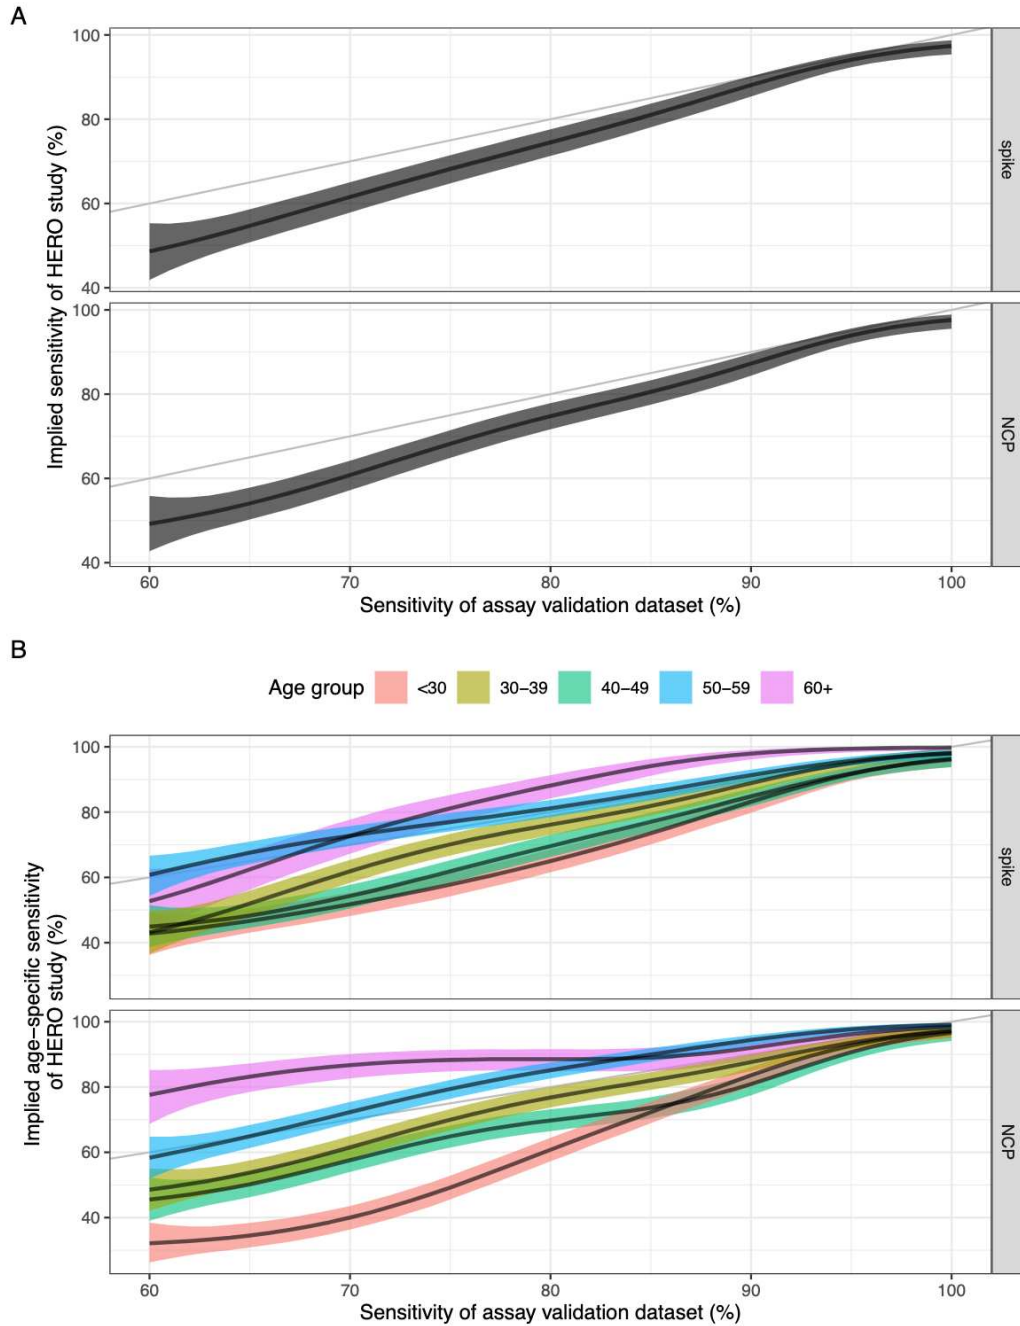 A
Implied sensitivity of HERO study (%)
100
80
60
40
spike
100
80
60
40
NCP
60 70 80 90 100
Sensitivity of assay validation dataset (%)
B
Age group <30 30−39 40−49 50−59 60+
Implied age−specific sensitivity
of HERO study (%)
100
80
60
40
spike
100
80
60
40
NCP
60 70 80 90 100
Sensitivity of assay validation dataset (%)